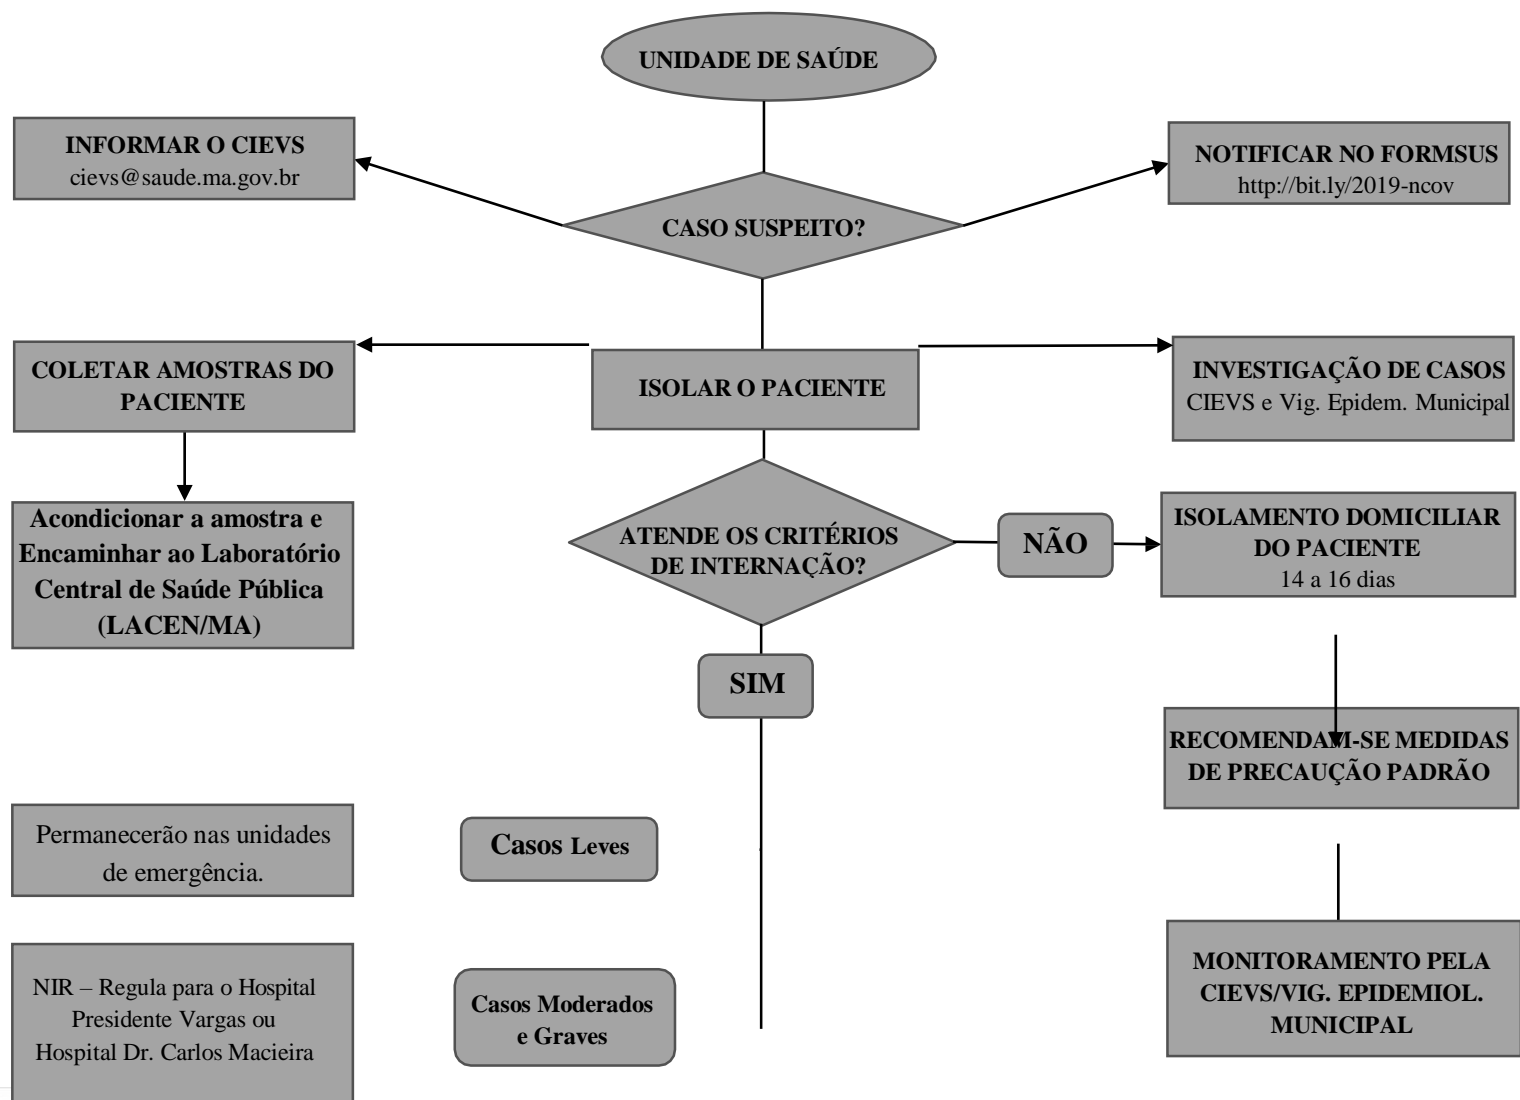 UNIDADE DE SAÚDE
INFORMAR O CIEVS
cievs@saude.ma.gov.br
NOTIFICAR NO FORMSUS
http://bit.ly/2019-ncov
CASO SUSPEITO?
COLETAR AMOSTRAS DO
PACIENTE
ISOLAR O PACIENTE
INVESTIGAÇÃO DE CASOS
CIEVS e Vig. Epidem. Municipal
Acondicionar a amostra e
Encaminhar ao Laboratório
Central de Saúde Pública
(LACEN/MA)
ATENDE OS CRITÉRIOS
DE INTERNAÇÃO?
NÃO
ISOLAMENTO DOMICILIAR
DO PACIENTE
14 a 16 dias
SIM
RECOMENDAM-SE MEDIDAS
DE PRECAUÇÃO PADRÃO
Permanecerão nas unidades
de emergência.
Casos Leves
NIR – Regula para o Hospital
Presidente Vargas ou
Hospital Dr. Carlos Macieira
Casos Moderados
e Graves
MONITORAMENTO PELA
CIEVS/VIG. EPIDEMIOL.
MUNICIPAL